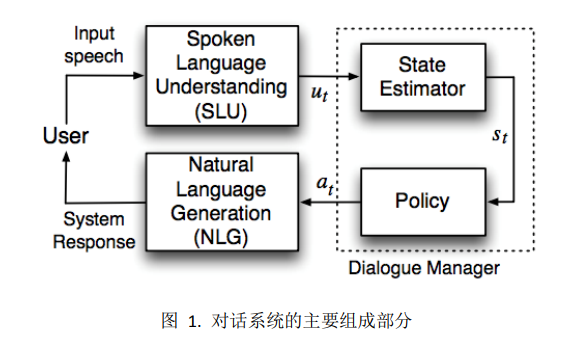 Input
speech
Spoken
Language
Understanding
(SLU)
u_t
State
Estimator
s_t
User
Natural
Language
Generation
(NLG)
a_t
Policy
System
Response
Dialogue Manager
图 1. 对话系统的主要组成部分